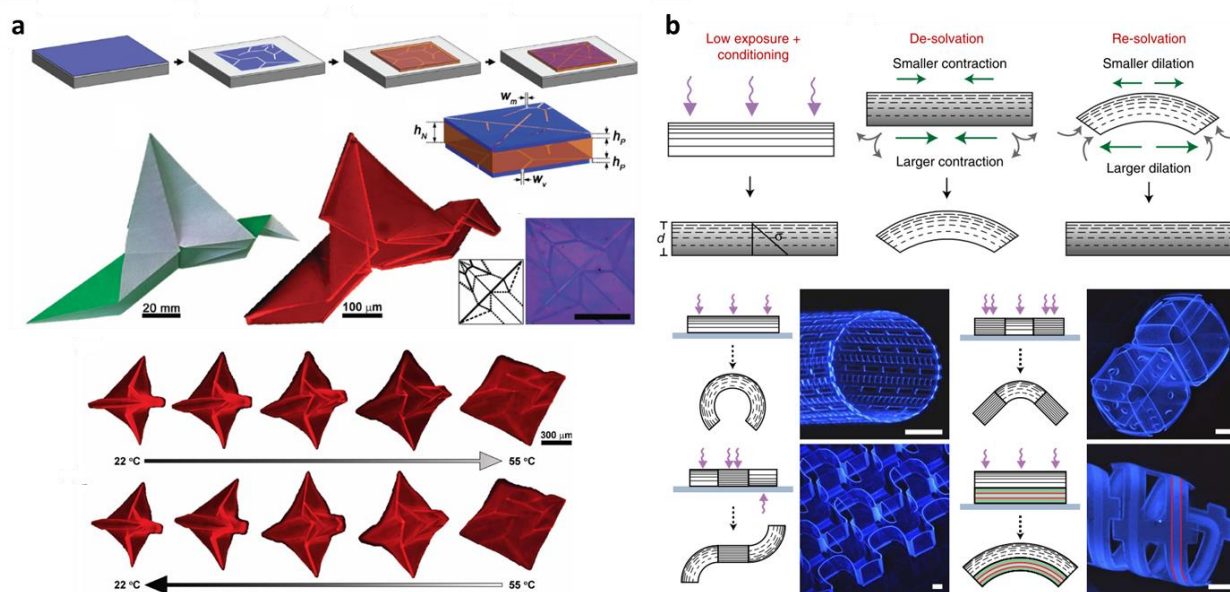 a
w_m
h_N
h_P
h_P
w_v
20 mm
100 μm
300 μm
22 °C
55 °C
22 °C
55 °C
b
Low exposure +
conditioning
De-solvation
Re-solvation
Smaller contraction
Smaller dilation
Larger contraction
Larger dilation
d
σ